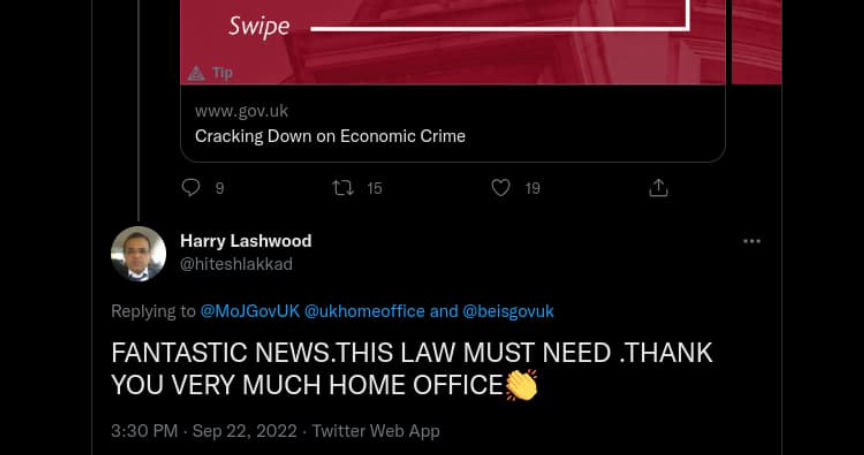 Swipe
Tip
www.gov.uk
Cracking Down on Economic Crime
9 15 19
Harry Lashwood
@hiteshlakkad
Replying to @MoJGovUK @ukhomeoffice and @beisgovuk
FANTASTIC NEWS.THIS LAW MUST NEED .THANK
YOU VERY MUCH HOME OFFICE👏
3:30 PM · Sep 22, 2022 · Twitter Web App